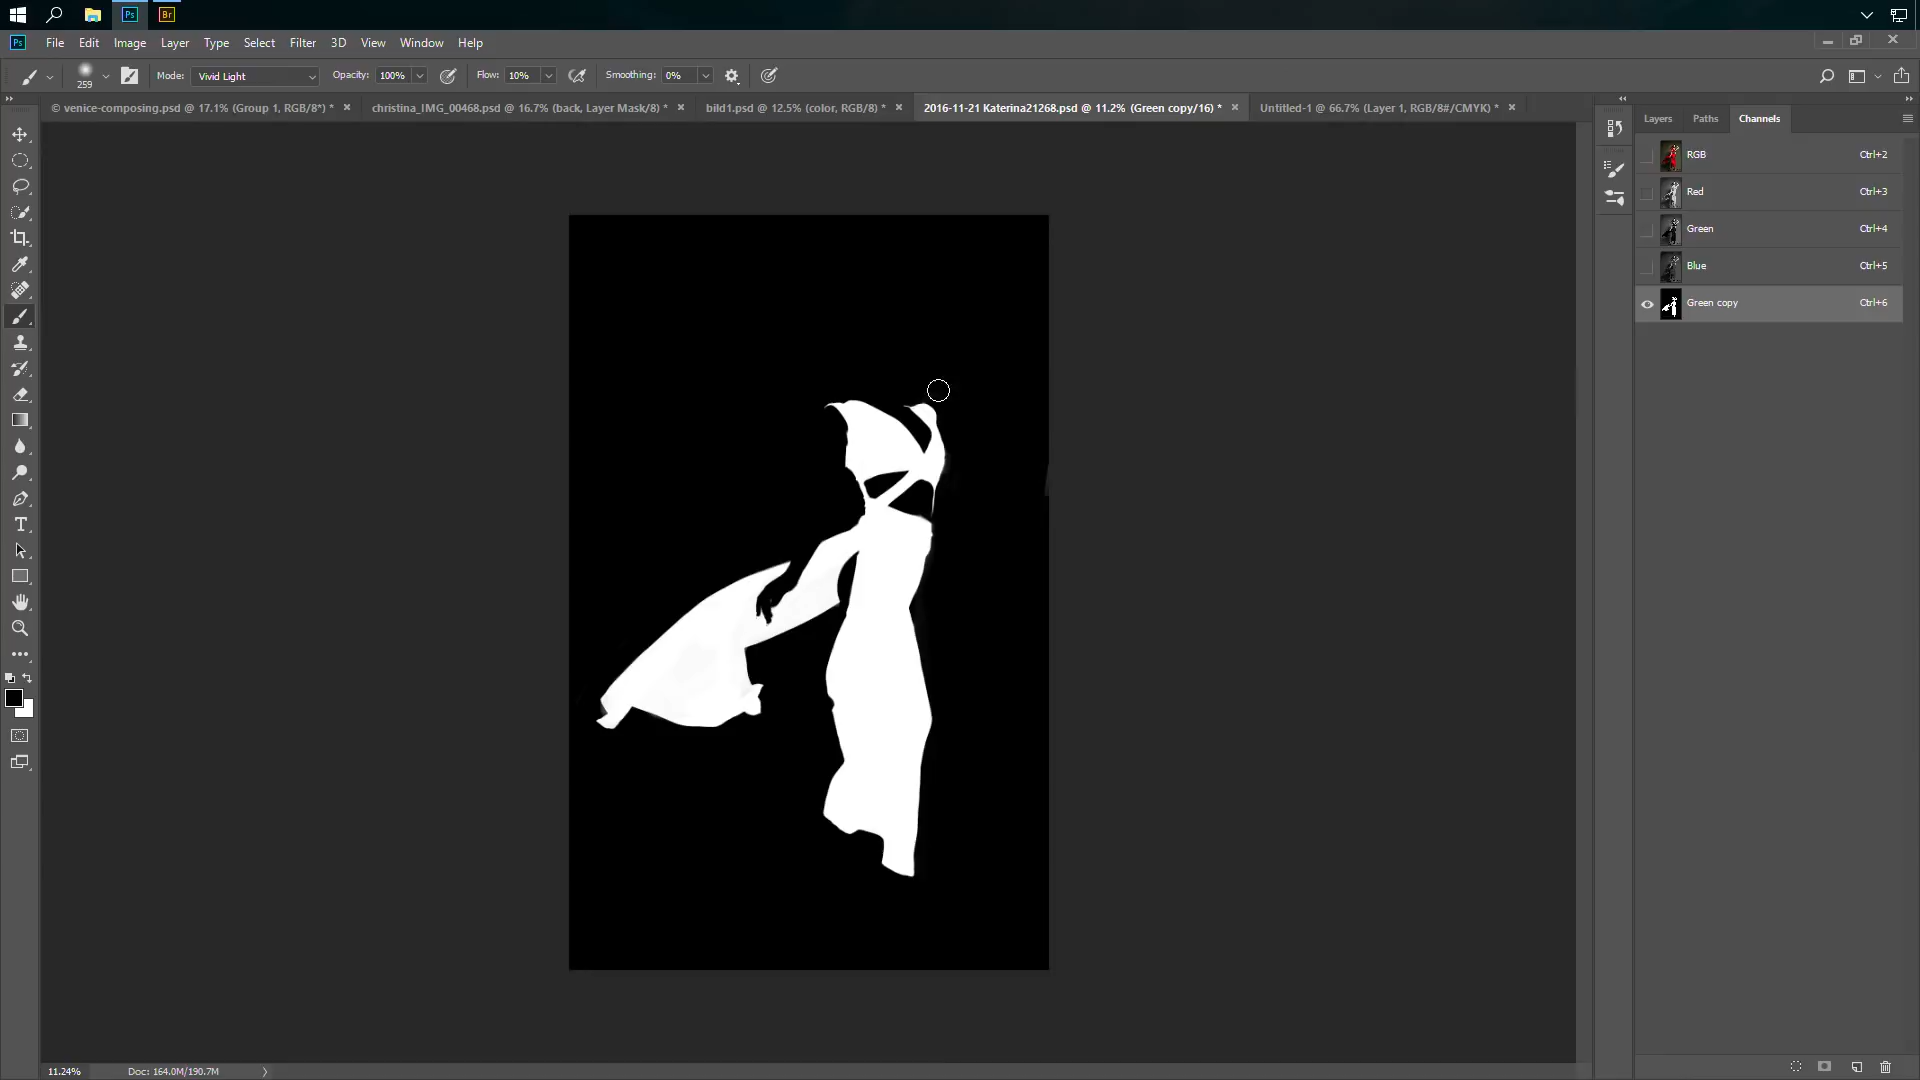 Ps Br
Ps File Edit Image Layer Type Select Filter 3D View Window Help
259 Mode: Vivid Light Opacity: 100% Flow: 10% Smoothing: 0%
© venice-composing.psd @ 17.1% (Group 1, RGB/8*) * × christina_IMG_00468.psd @ 16.7% (back, Layer Mask/8) * × bild1.psd @ 12.5% (color, RGB/8) * × 2016-11-21 Katerina21268.psd @ 11.2% (Green copy/16) * × Untitled-1 @ 66.7% (Layer 1, RGB/8#/CMYK) * ×
Layers Paths Channels
RGB Ctrl+2
Red Ctrl+3
Green Ctrl+4
Blue Ctrl+5
Green copy Ctrl+6
11.24% Doc: 164.0M/190.7M